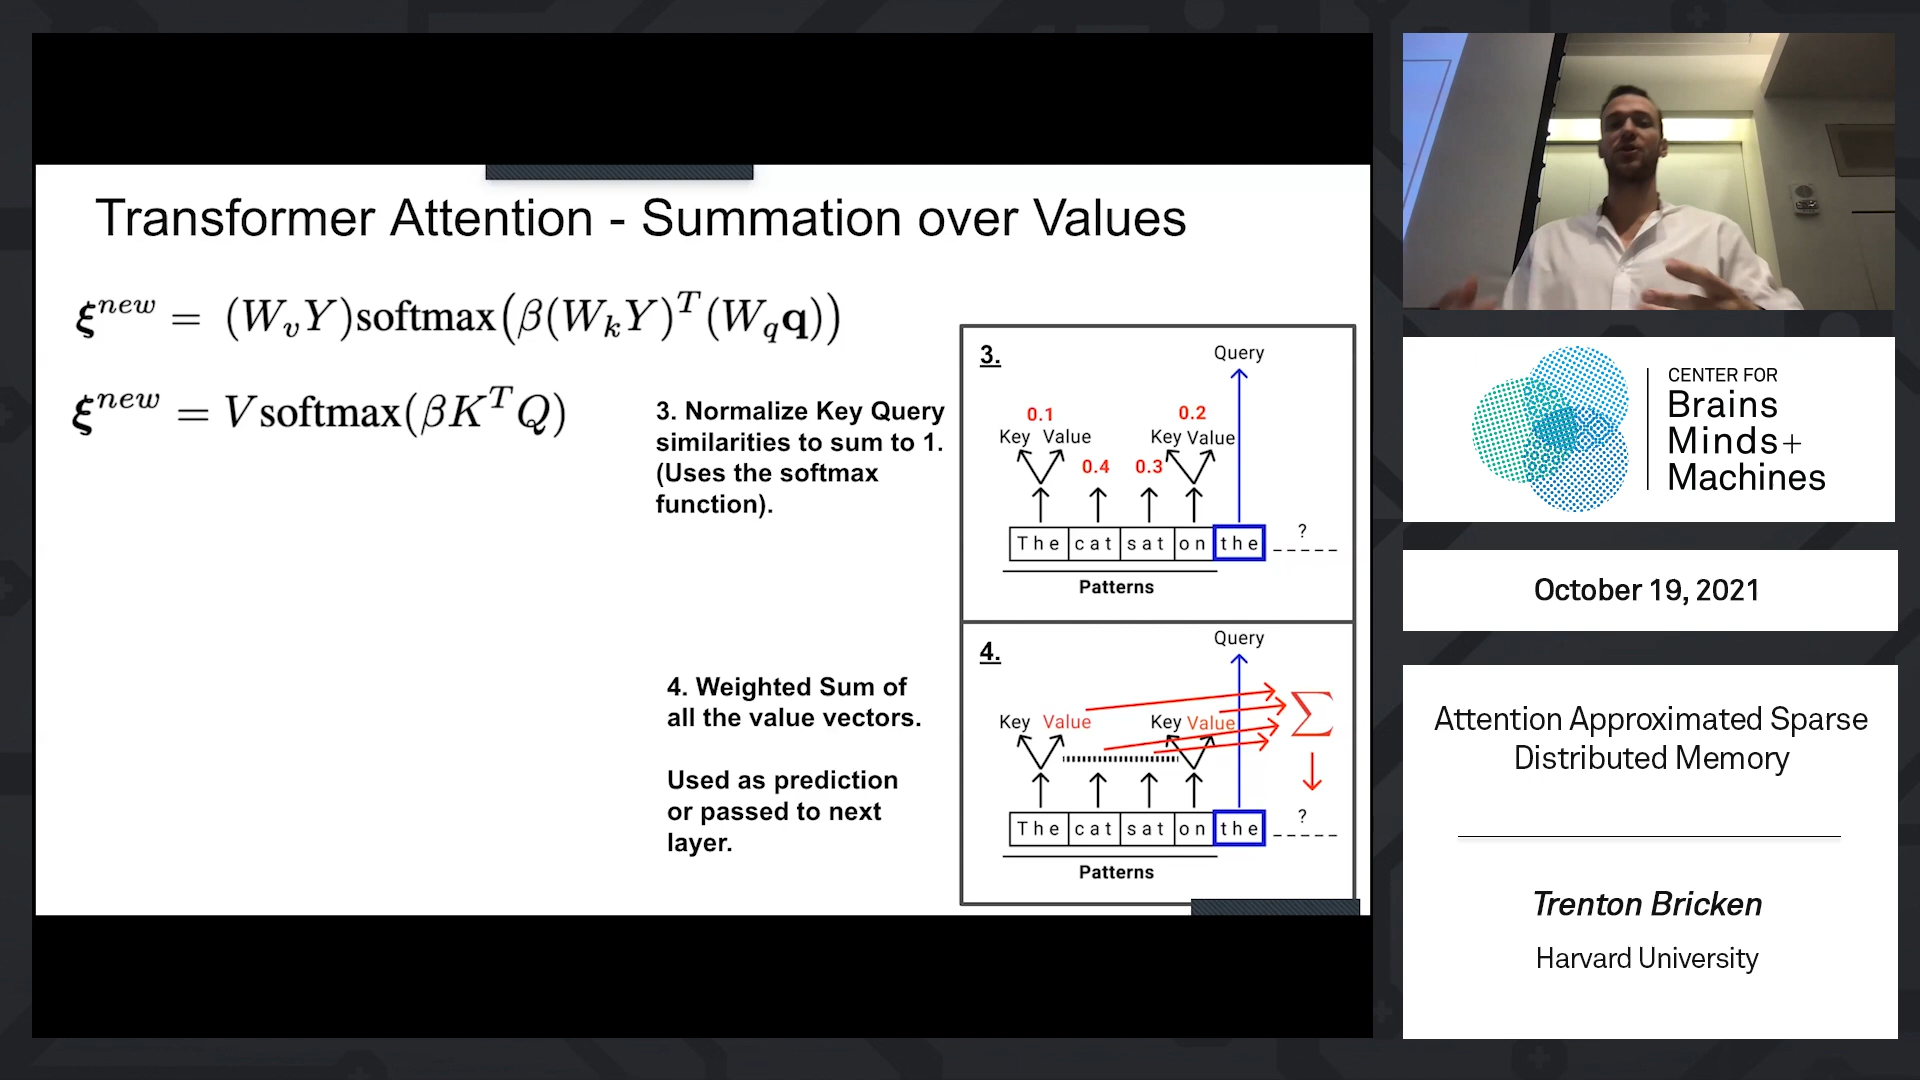 Transformer Attention - Summation over Values
ξ^new = (W_v Y)softmax(β(W_k Y)^T(W_q q))
ξ^new = V softmax(βK^T Q)
3. Normalize Key Query
similarities to sum to 1.
(Uses the softmax
function).
4. Weighted Sum of
all the value vectors.
Used as prediction
or passed to next
layer.
3.
Query
0.1
0.2
Key Value
Key Value
0.4
0.3
The cat sat on the
?
Patterns
4.
Query
Key Value
Key Value
∑
The cat sat on the
?
Patterns
CENTER FOR
Brains
Minds+
Machines
October 19, 2021
Attention Approximated Sparse
Distributed Memory
Trenton Bricken
Harvard University